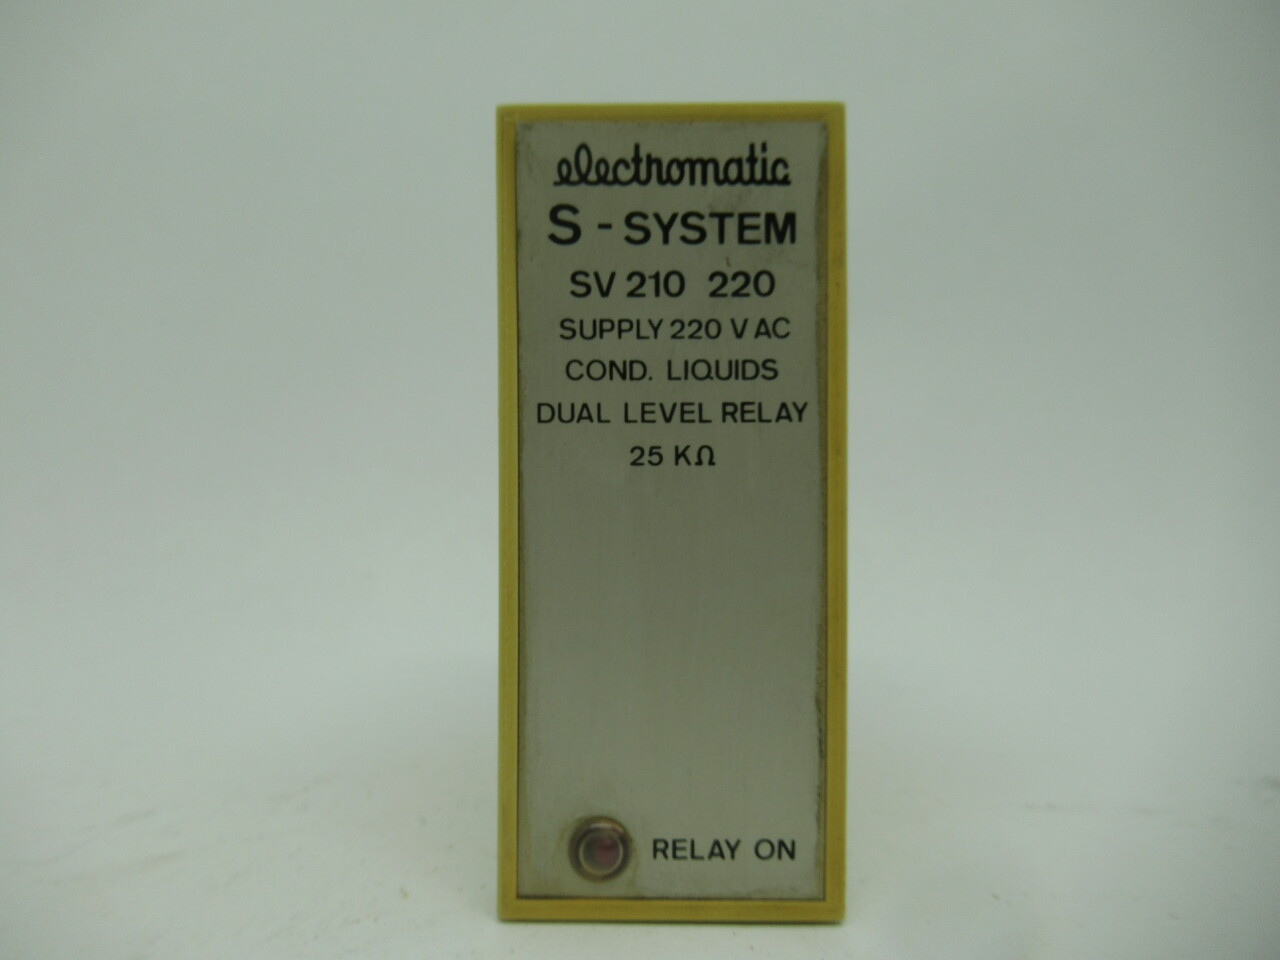 electromatic
S - SYSTEM
SV 210 220
SUPPLY 220 V AC
COND. LIQUIDS
DUAL LEVEL RELAY
25 KΩ
RELAY ON